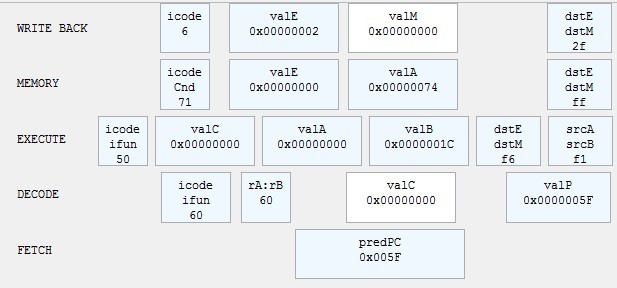 WRITE BACK
icode
6
valE
0x00000002
valM
0x00000000
dstE
dstM
2f
MEMORY
icode
Cnd
71
valE
0x00000000
valA
0x00000074
dstE
dstM
ff
EXECUTE
icode
ifun
50
valC
0x00000000
valA
0x00000000
valB
0x0000001C
dstE
dstM
f6
srcA
srcB
f1
DECODE
icode
ifun
60
rA:rB
60
valC
0x00000000
valP
0x0000005F
FETCH
predPC
0x005F